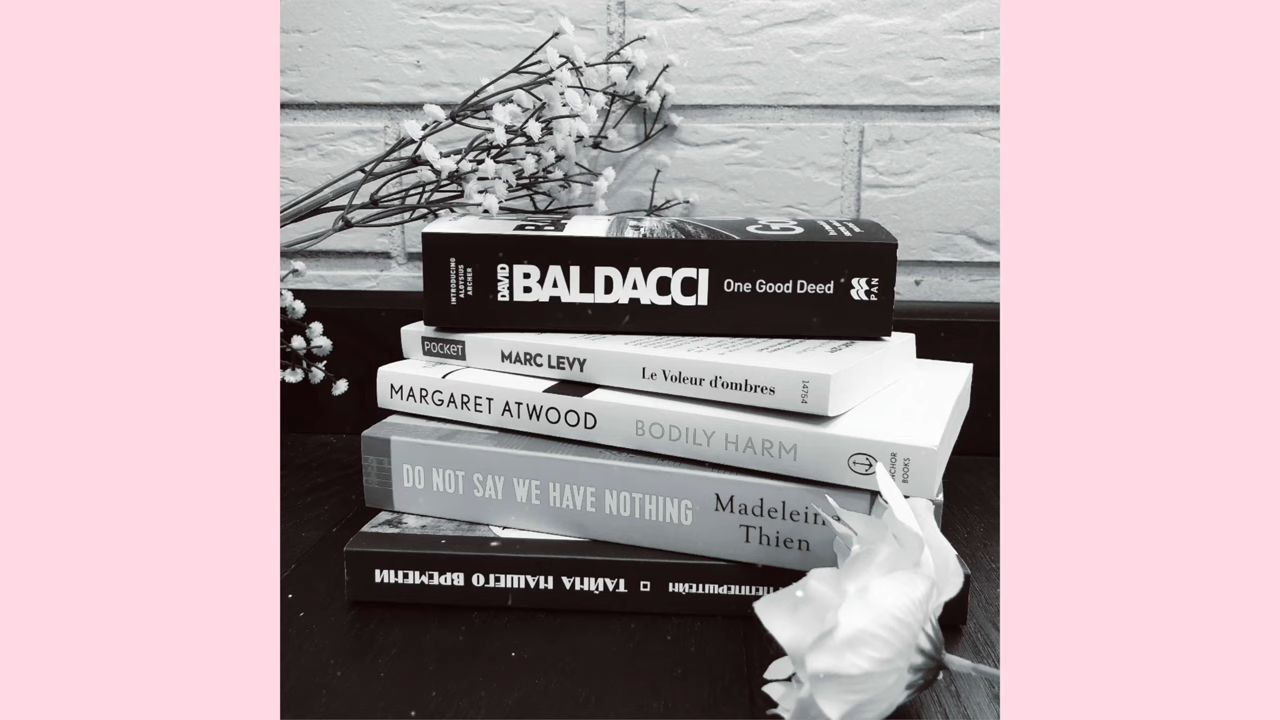 INTRODUCING
ALOYSIUS
ARCHER
DAVID
BALDACCI
One Good Deed
PAN
POCKET
MARC LEVY
Le Voleur d'ombres
14754
MARGARET ATWOOD
BODILY HARM
BOOKS
DO NOT SAY WE HAVE NOTHING
Madeleine
Thien
ПЕППЕРШТЕЙН □ ТАЙНА НАШЕГО ВРЕМЕНИ